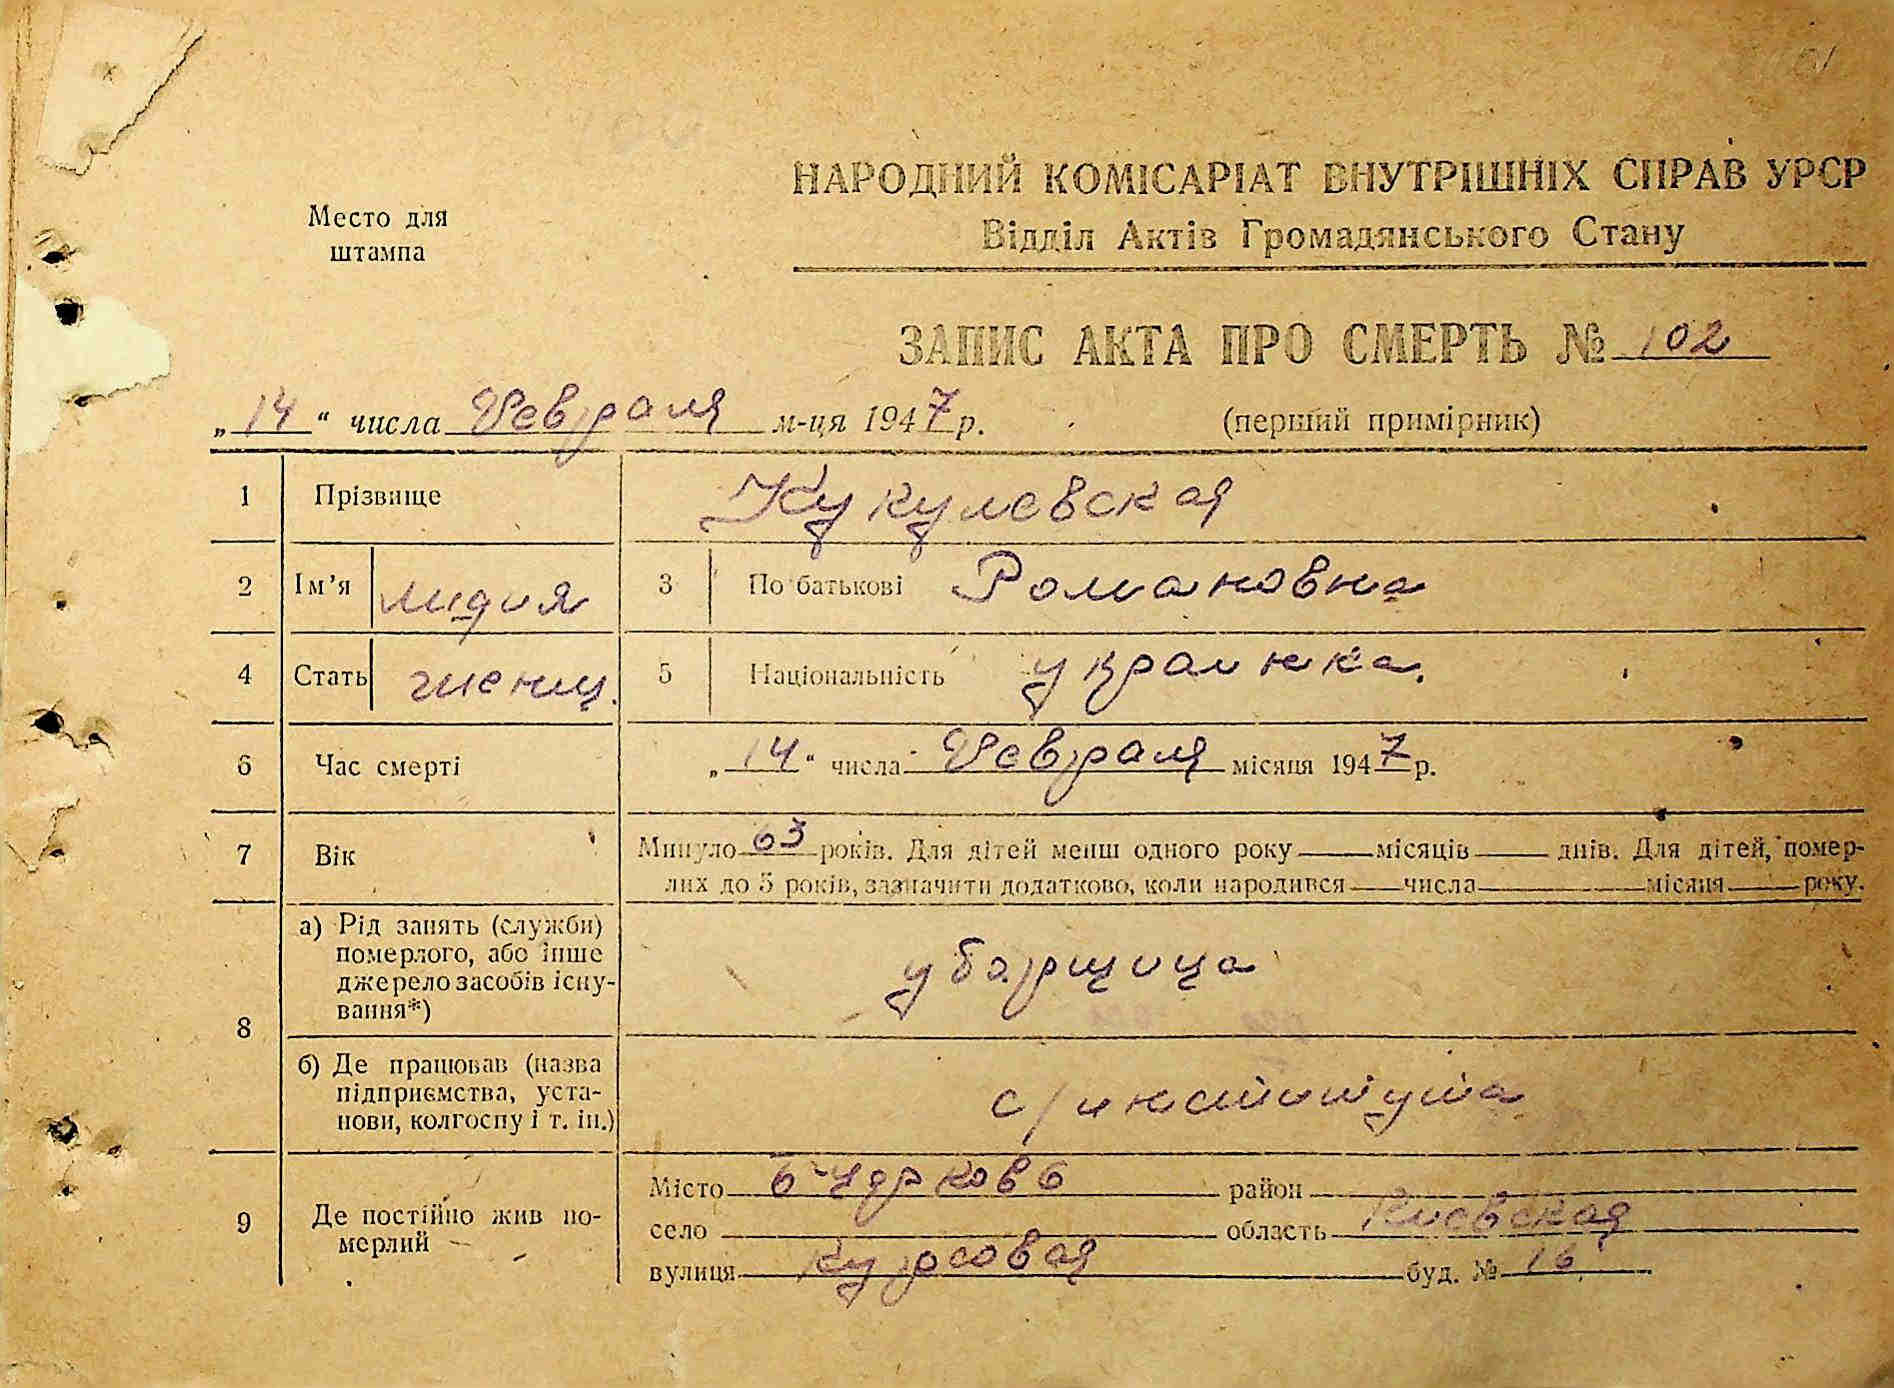 Место для
штампа
НАРОДНИЙ КОМІСАРІАТ ВНУТРІШНІХ СПРАВ УРСР
Відділ Актів Громадянського Стану
ЗАПИС АКТА ПРО СМЕРТЬ № 102
„14“ числа Февраля м-ця 1947 р. (перший примірник)
1 Прізвище Кукулевская
2 Ім’я Лидия 3 По батькові Романовна
4 Стать женщ. 5 Національність украинка.
6 Час смерті „14“ числа Февраля місяця 1947 р.
7 Вік Минуло 63 років. Для дітей менш одного року місяців днів. Для дітей, помер-
лих до 5 років, зазначити додатково, коли народився числа місяця року.
8 а) Рід занять (служби)
померлого, або інше
джерело засобів існу-
вання*)
уборщица
б) Де працював (назва
підприємства, уста-
нови, колгоспу і т. ін.)
с/института
9 Де постійно жив по-
мерлий
Місто б-Церковь район
село область Киевская
вулиця Курсовая буд. № 16